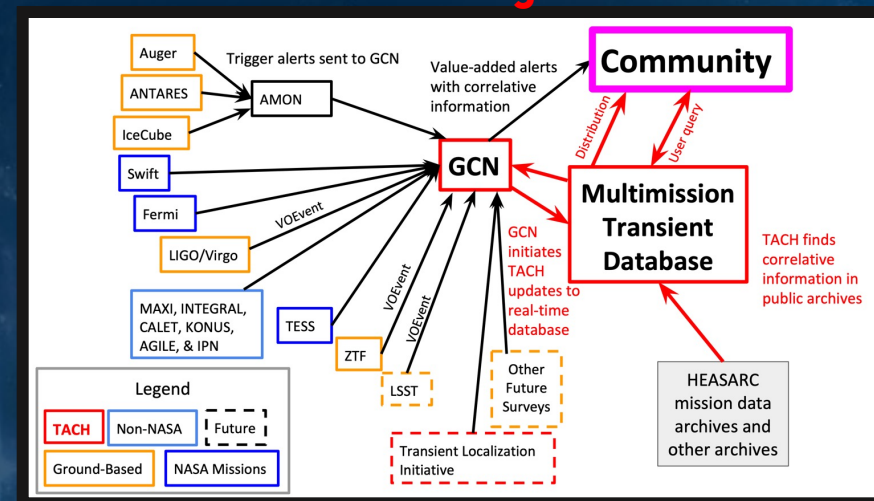 Auger
ANTARES
IceCube
Trigger alerts sent to GCN
AMON
Value-added alerts
with correlative
information
Community
Distribution
User query
Swift
Fermi
VOEvent
LIGO/Virgo
GCN
Multimission
Transient
Database
MAXI, INTEGRAL,
CALET, KONUS,
AGILE, & IPN
TESS
ZTF
VOEvent
LSST
VOEvent
GCN
initiates
TACH
updates to
real-time
database
TACH finds
correlative
information in
public archives
Other
Future
Surveys
Transient Localization
Initiative
HEASARC
mission data
archives and
other archives
Legend
TACH
Non-NASA
Future
Ground-Based
NASA Missions